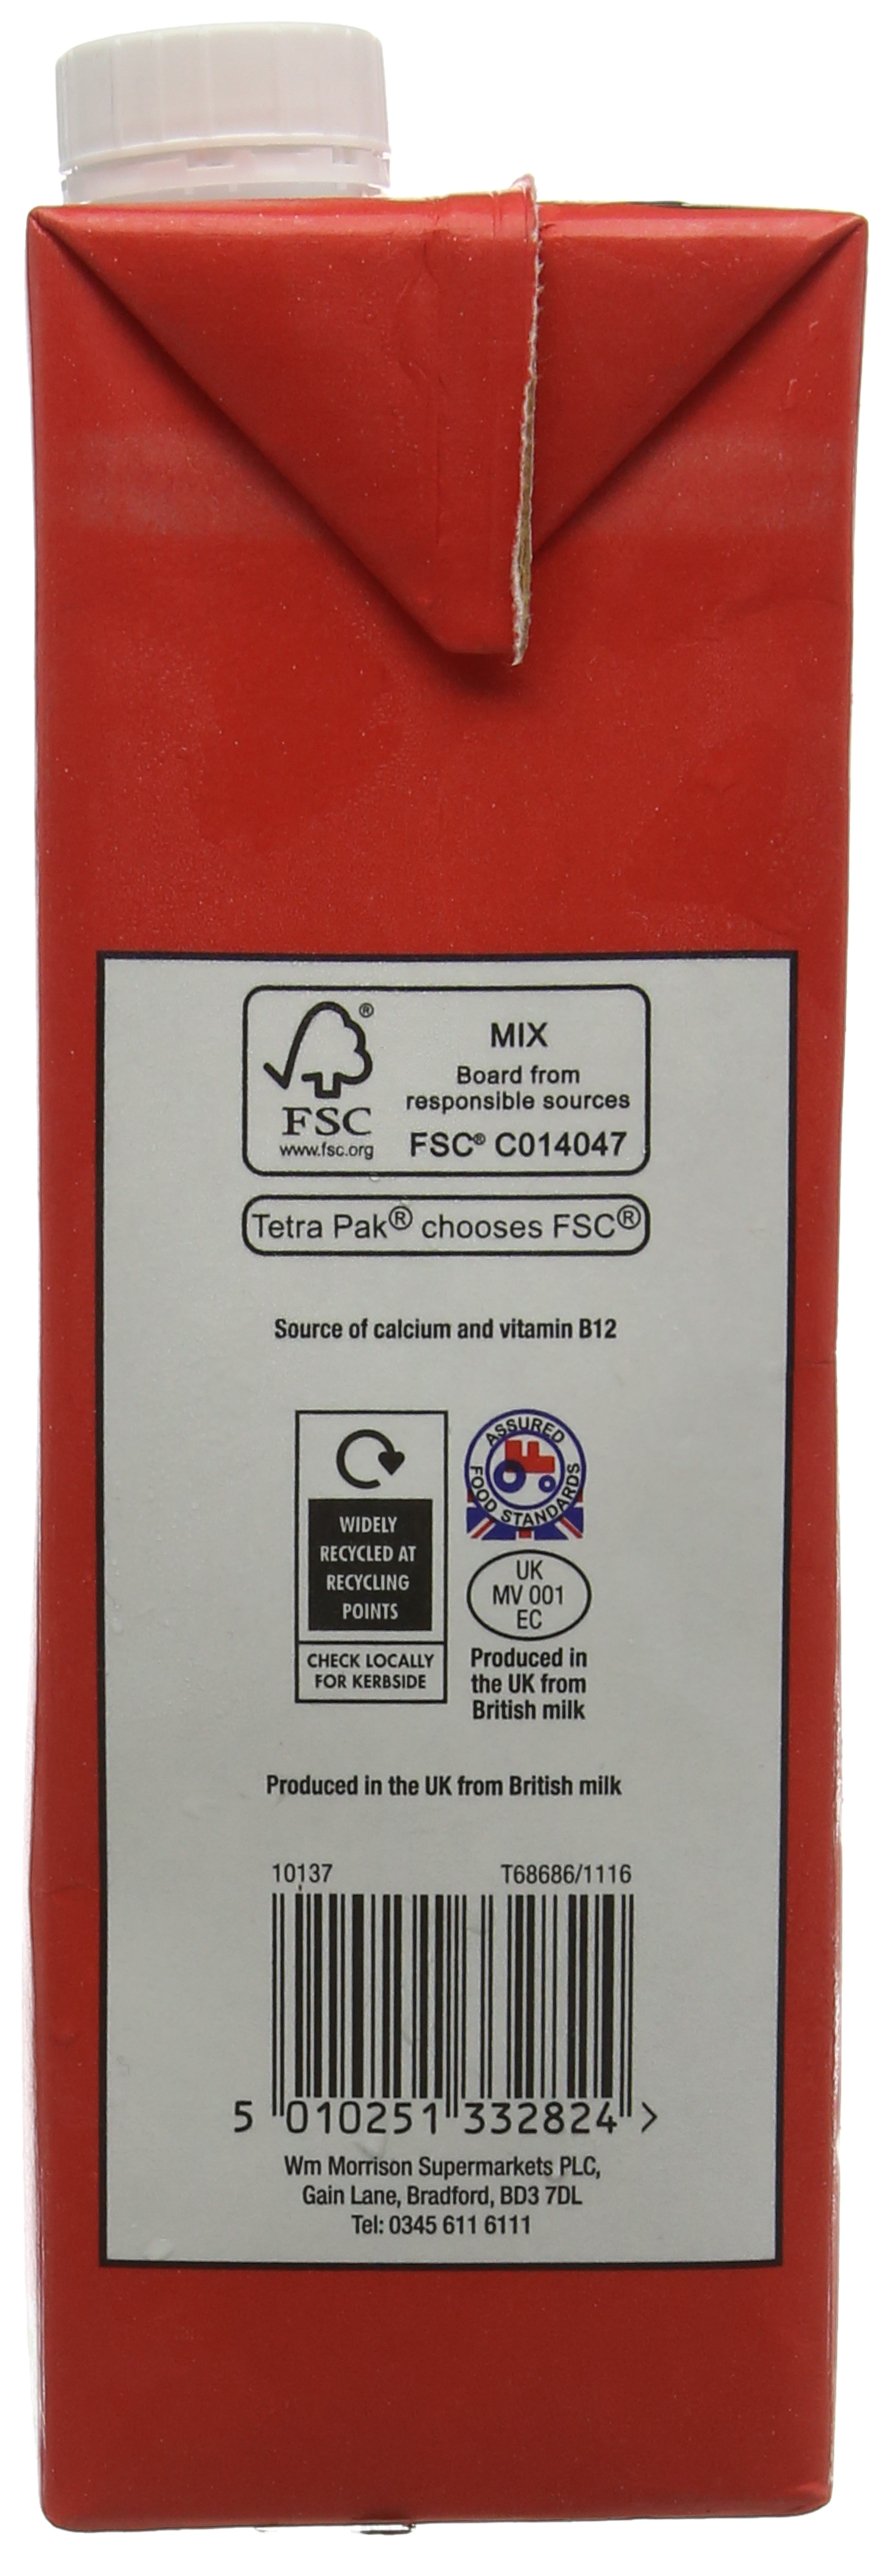 ®
MIX
Board from
responsible sources
FSC
www.fsc.org
FSC® C014047
Tetra Pak® chooses FSC®
Source of calcium and vitamin B12
WIDELY
RECYCLED AT
RECYCLING
POINTS
CHECK LOCALLY
FOR KERBSIDE
ASSURED
FOOD STANDARDS
UK
MV 001
EC
Produced in
the UK from
British milk
Produced in the UK from British milk
10137 T68686/1116
5 010251 332824 >
Wm Morrison Supermarkets PLC,
Gain Lane, Bradford, BD3 7DL
Tel: 0345 611 6111